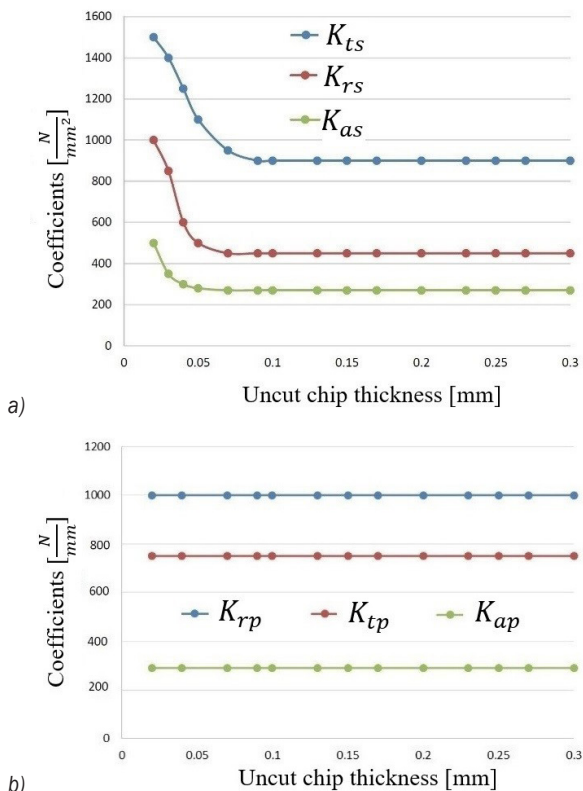 1600
1400
1200
1000
800
600
400
200
0
Coefficients [N/mm²]
K_ts
K_rs
K_as
0 0.05 0.1 0.15 0.2 0.25 0.3
Uncut chip thickness [mm]
a)
1200
1000
800
600
400
200
0
Coefficients [N/mm]
K_rp K_tp K_ap
0 0.05 0.1 0.15 0.2 0.25 0.3
Uncut chip thickness [mm]
b)